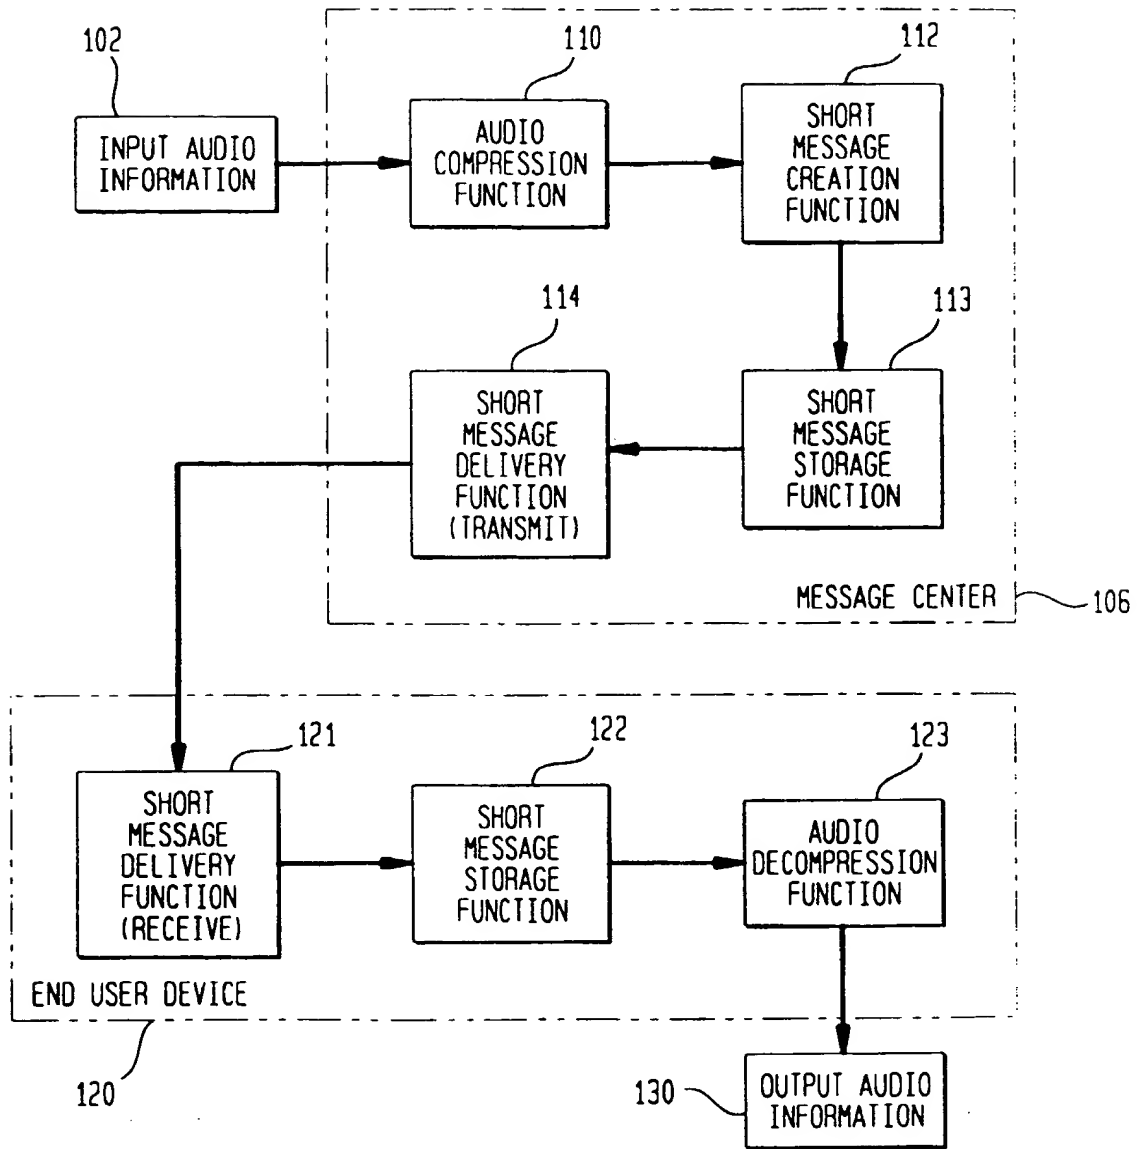 102
INPUT AUDIO
INFORMATION
110
AUDIO
COMPRESSION
FUNCTION
112
SHORT
MESSAGE
CREATION
FUNCTION
114
SHORT
MESSAGE
DELIVERY
FUNCTION
(TRANSMIT)
113
SHORT
MESSAGE
STORAGE
FUNCTION
MESSAGE CENTER
106
121
SHORT
MESSAGE
DELIVERY
FUNCTION
(RECEIVE)
122
SHORT
MESSAGE
STORAGE
FUNCTION
123
AUDIO
DECOMPRESSION
FUNCTION
END USER DEVICE
120
130
OUTPUT AUDIO
INFORMATION